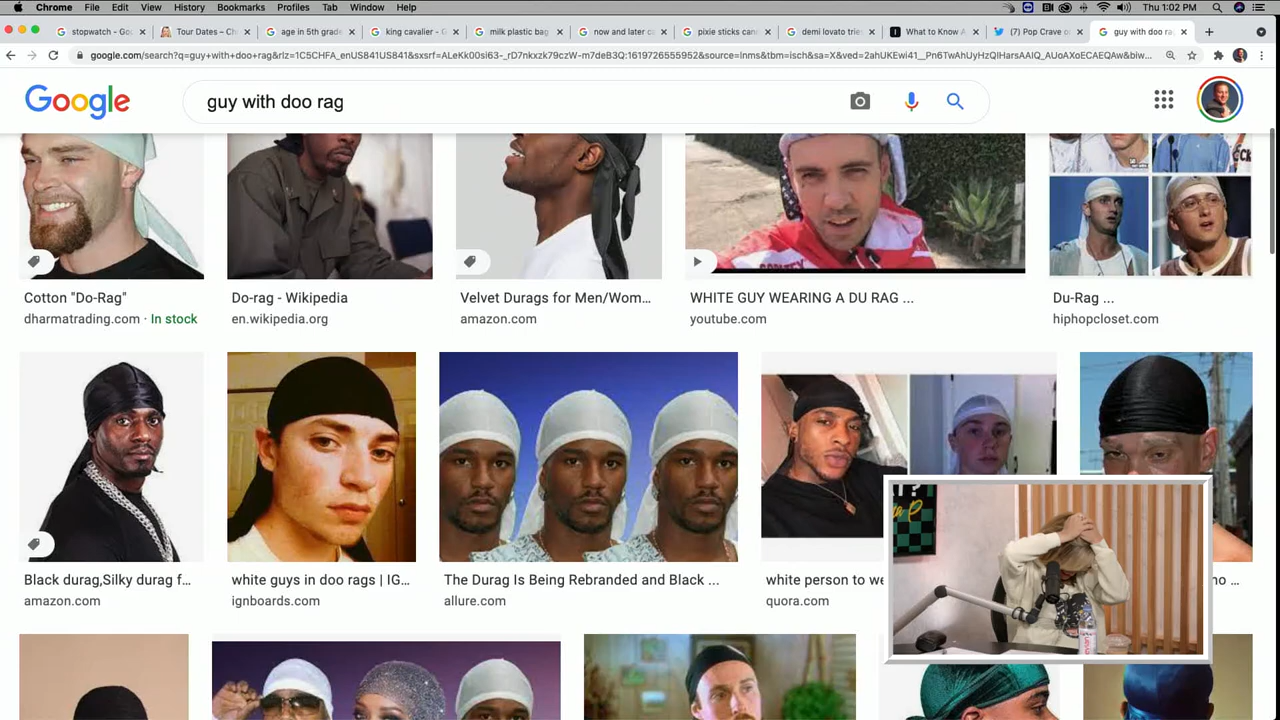 Chrome File Edit View History Bookmarks Profiles Tab Window Help Thu 1:02 PM
stopwatch - Go Tour Dates – Ch age in 5th grade king cavalier - G milk plastic bag now and later c pixie sticks can demi lovato tries What to Know A (7) Pop Crave o guy with doo ra
google.com/search?q=guy+with+doo+rag&rlz=1C5CHFA_enUS841US841&sxsrf=ALeKk00si63-_rD7nkxzk79czW-m7deB3Q:1619726555952&source=lnms&tbm=isch&sa=X&ved=2ahUKEwi41__Pn6TwAhUyHzQIHarsAAIQ_AUoAXoECAEQAw&biw...
Google
guy with doo rag
Cotton "Do-Rag"
dharmatrading.com · In stock
Do-rag - Wikipedia
en.wikipedia.org
Velvet Durags for Men/Wom...
amazon.com
WHITE GUY WEARING A DU RAG ...
youtube.com
Du-Rag ...
hiphopcloset.com
Black durag,Silky durag f...
amazon.com
white guys in doo rags | IG...
ignboards.com
The Durag Is Being Rebranded and Black ...
allure.com
white person to we
quora.com
evian